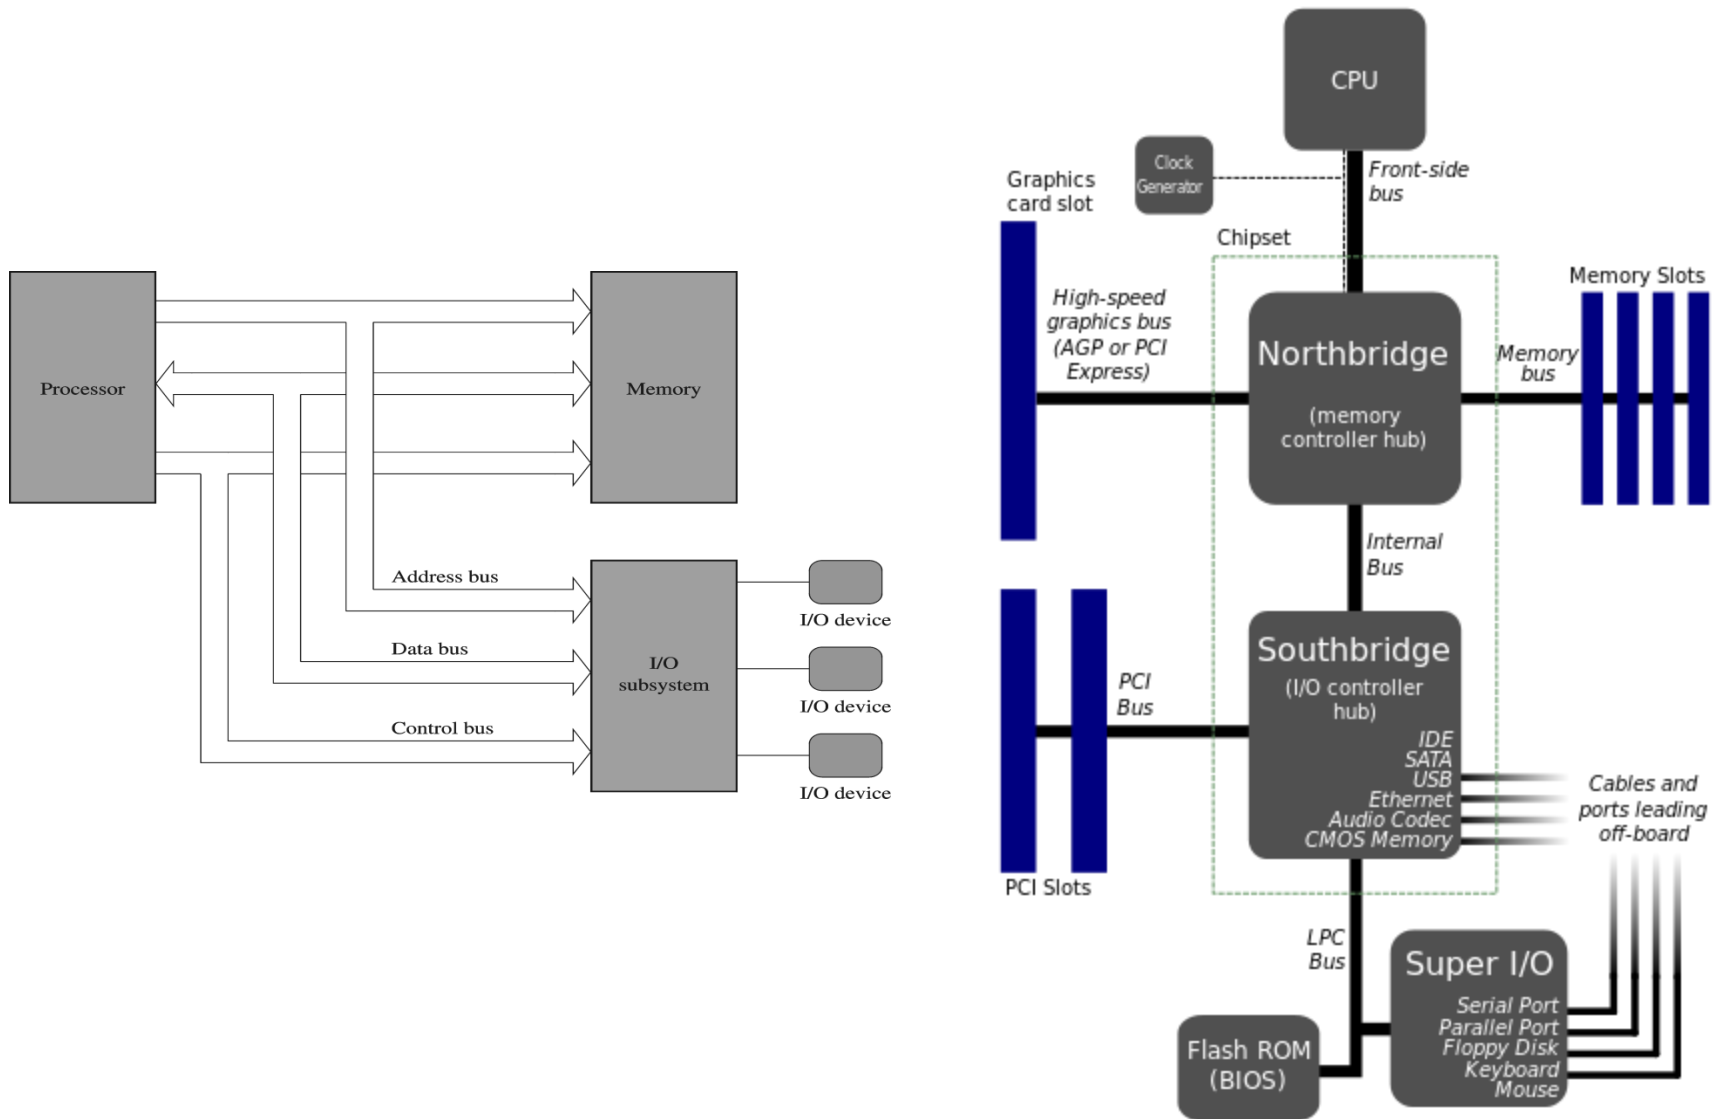 Processor
Memory
Address bus
Data bus
Control bus
I/O
subsystem
I/O device
I/O device
I/O device
CPU
Clock
Generator
Front-side
bus
Graphics
card slot
Chipset
High-speed
graphics bus
(AGP or PCI
Express)
Northbridge
(memory
controller hub)
Memory Slots
Memory
bus
Internal
Bus
Southbridge
(I/O controller
hub)
IDE
SATA
USB
Ethernet
Audio Codec
CMOS Memory
PCI
Bus
PCI Slots
Cables and
ports leading
off-board
LPC
Bus
Super I/O
Serial Port
Parallel Port
Floppy Disk
Keyboard
Mouse
Flash ROM
(BIOS)